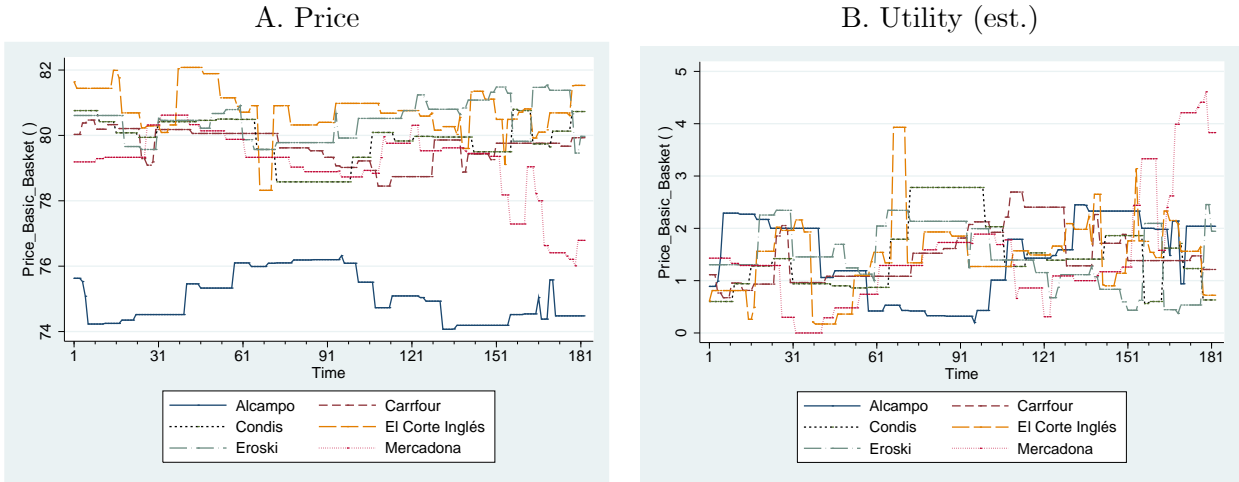 A. Price
B. Utility (est.)
Price_Basic_Basket ( )
82
80
78
76
74
1 31 61 91 121 151 181
Time
Alcampo Carrfour
Condis El Corte Inglés
Eroski Mercadona
Price_Basic_Basket ( )
5
4
3
2
1
0
1 31 61 91 121 151 181
Time
Alcampo Carrfour
Condis El Corte Inglés
Eroski Mercadona